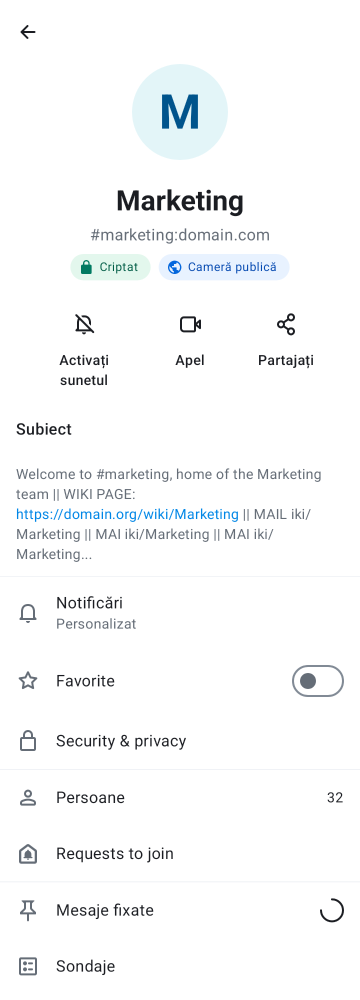 M
Marketing
#marketing:domain.com
Criptat
Cameră publică
Activați
sunetul
Apel
Partajați
Subiect
Welcome to #marketing, home of the Marketing
team || WIKI PAGE:
https://domain.org/wiki/Marketing || MAIL iki/
Marketing || MAI iki/Marketing || MAI iki/
Marketing...
Notificări
Personalizat
Favorite
Security & privacy
Persoane
32
Requests to join
Mesaje fixate
Sondaje